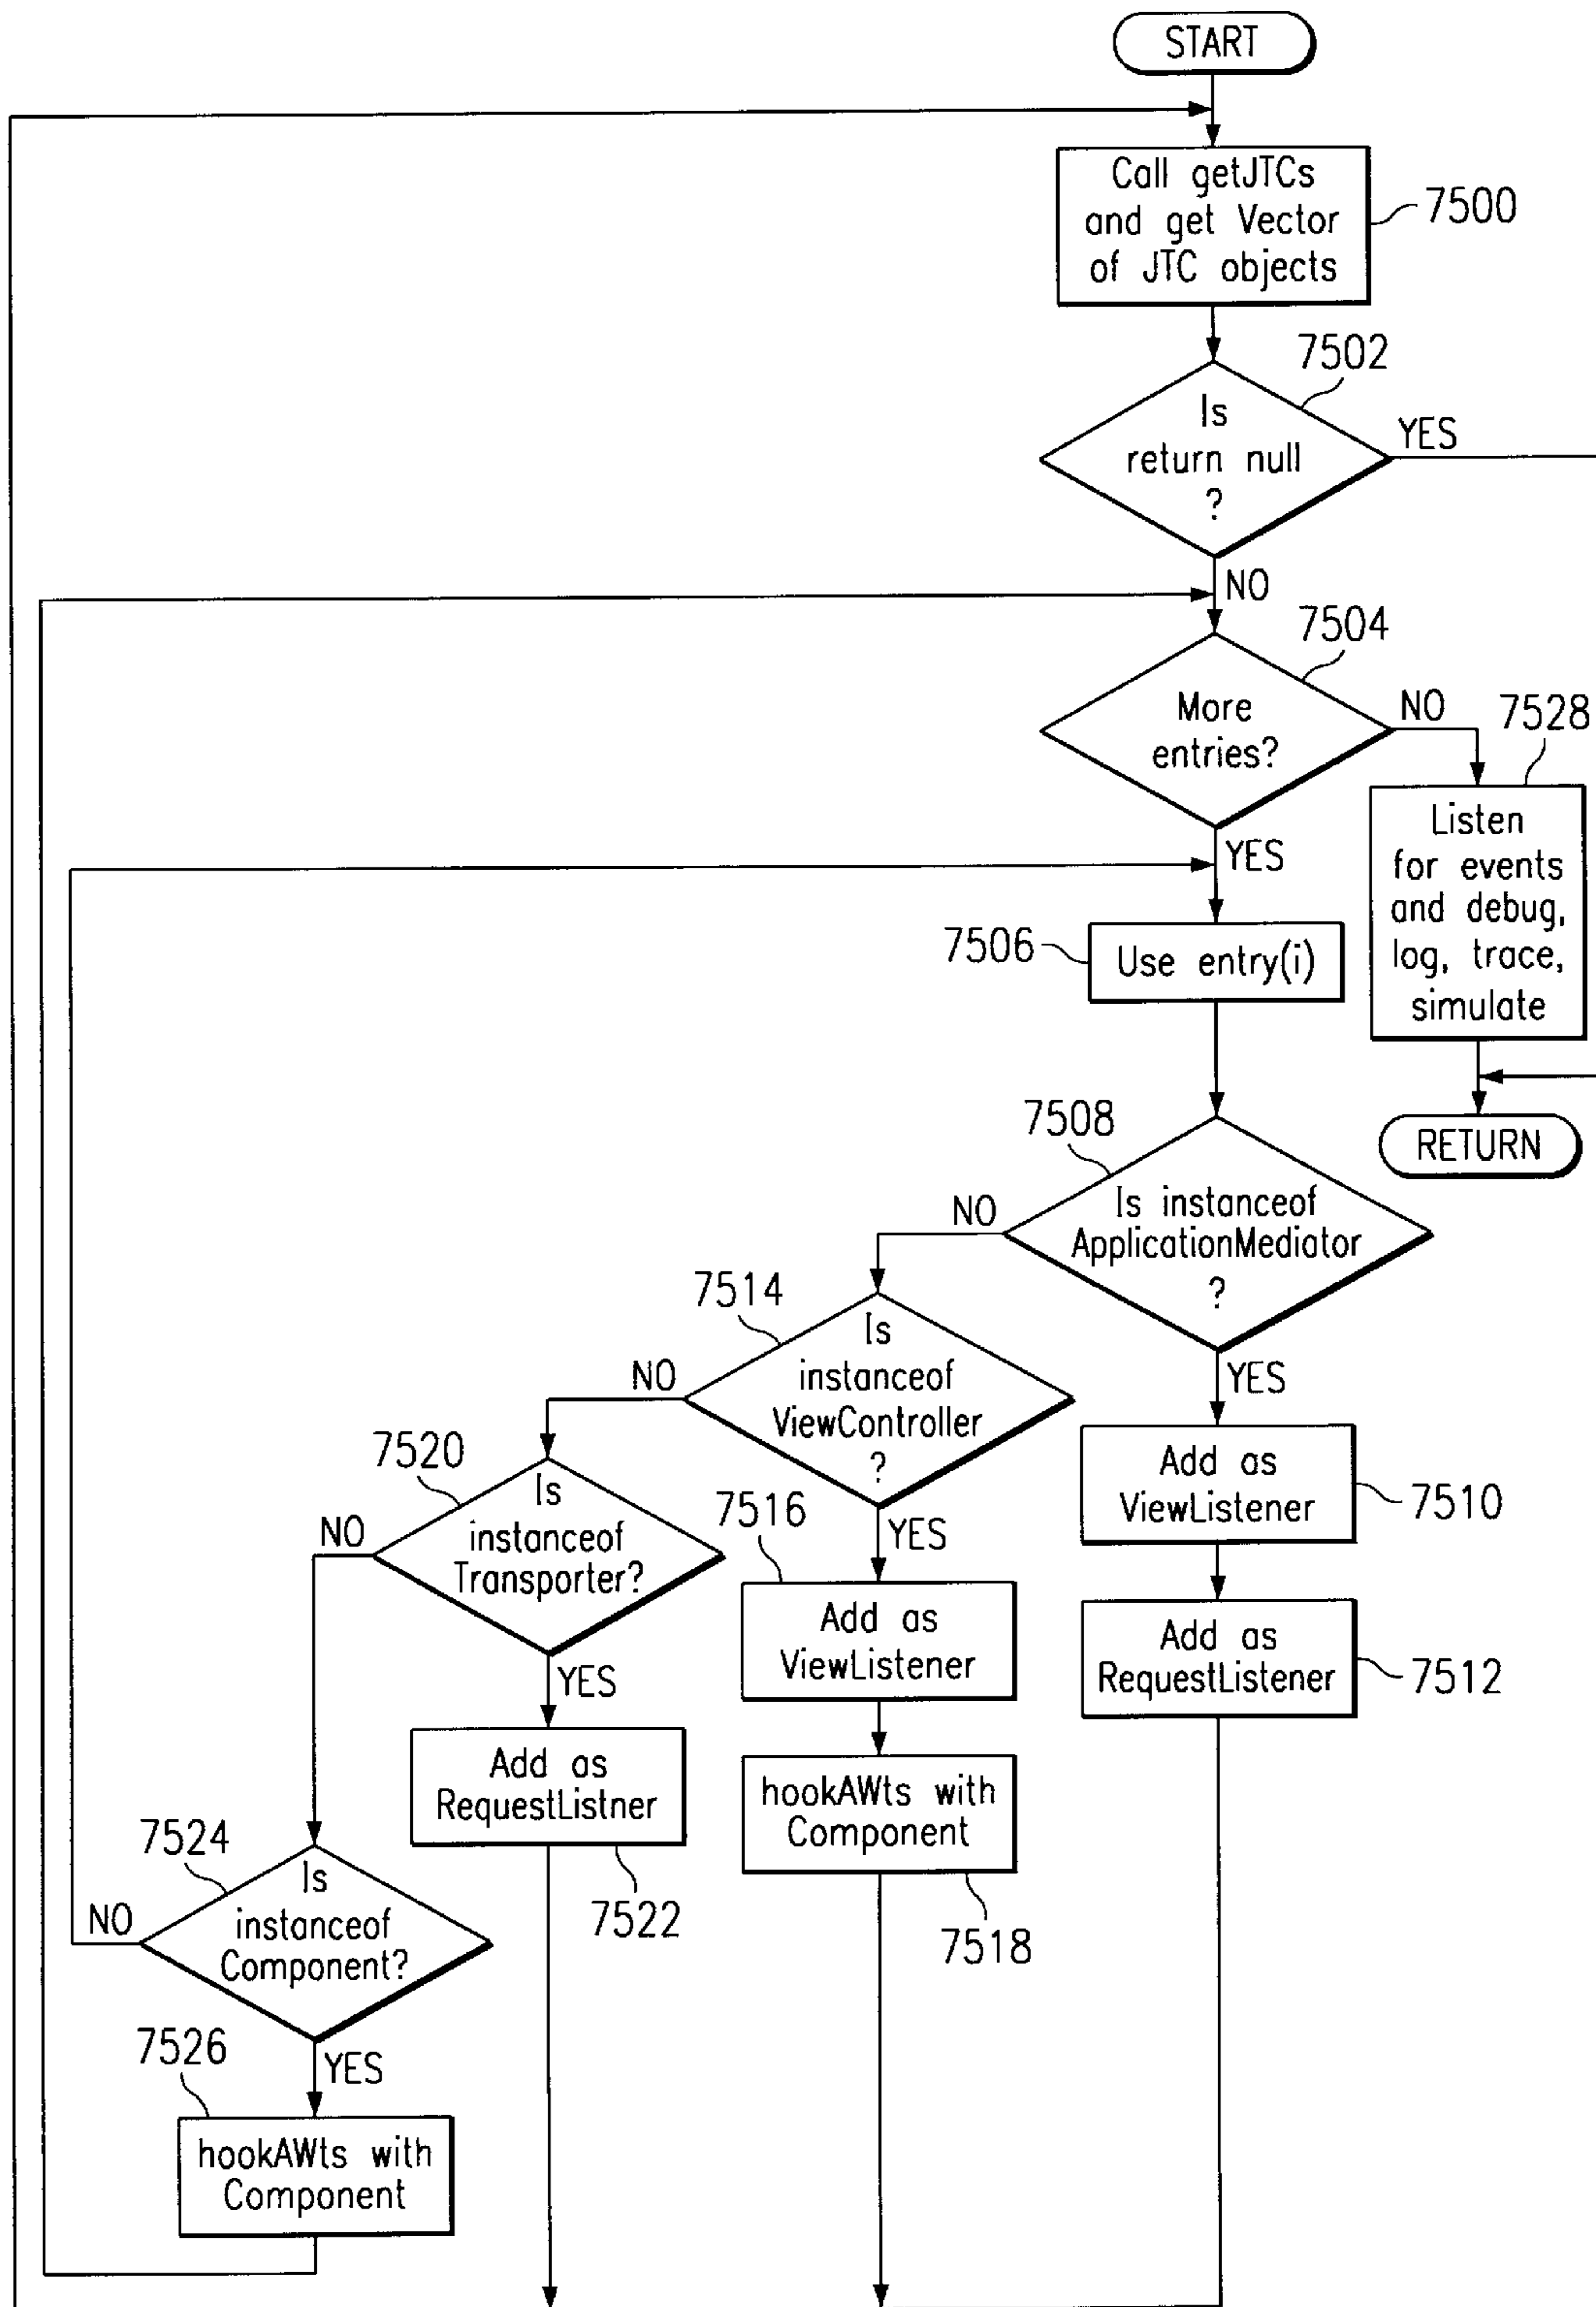 START
Call getJTCs
and get Vector
of JTC objects
7500
7502
Is
return null
?
YES
NO
7504
More
entries?
NO
7528
YES
Listen
for events
and debug,
log, trace,
simulate
7506
Use entry(i)
RETURN
7508
Is instanceof
ApplicationMediator
?
NO
YES
7514
Is
instanceof
ViewController
?
NO
YES
Add as
ViewListener
7510
7520
Is
instanceof
Transporter?
NO
YES
7516
Add as
ViewListener
Add as
RequestListener
7512
Add as
RequestListner
7522
hookAWts with
Component
7518
7524
Is
instanceof
Component?
NO
YES
7526
hookAWts with
Component